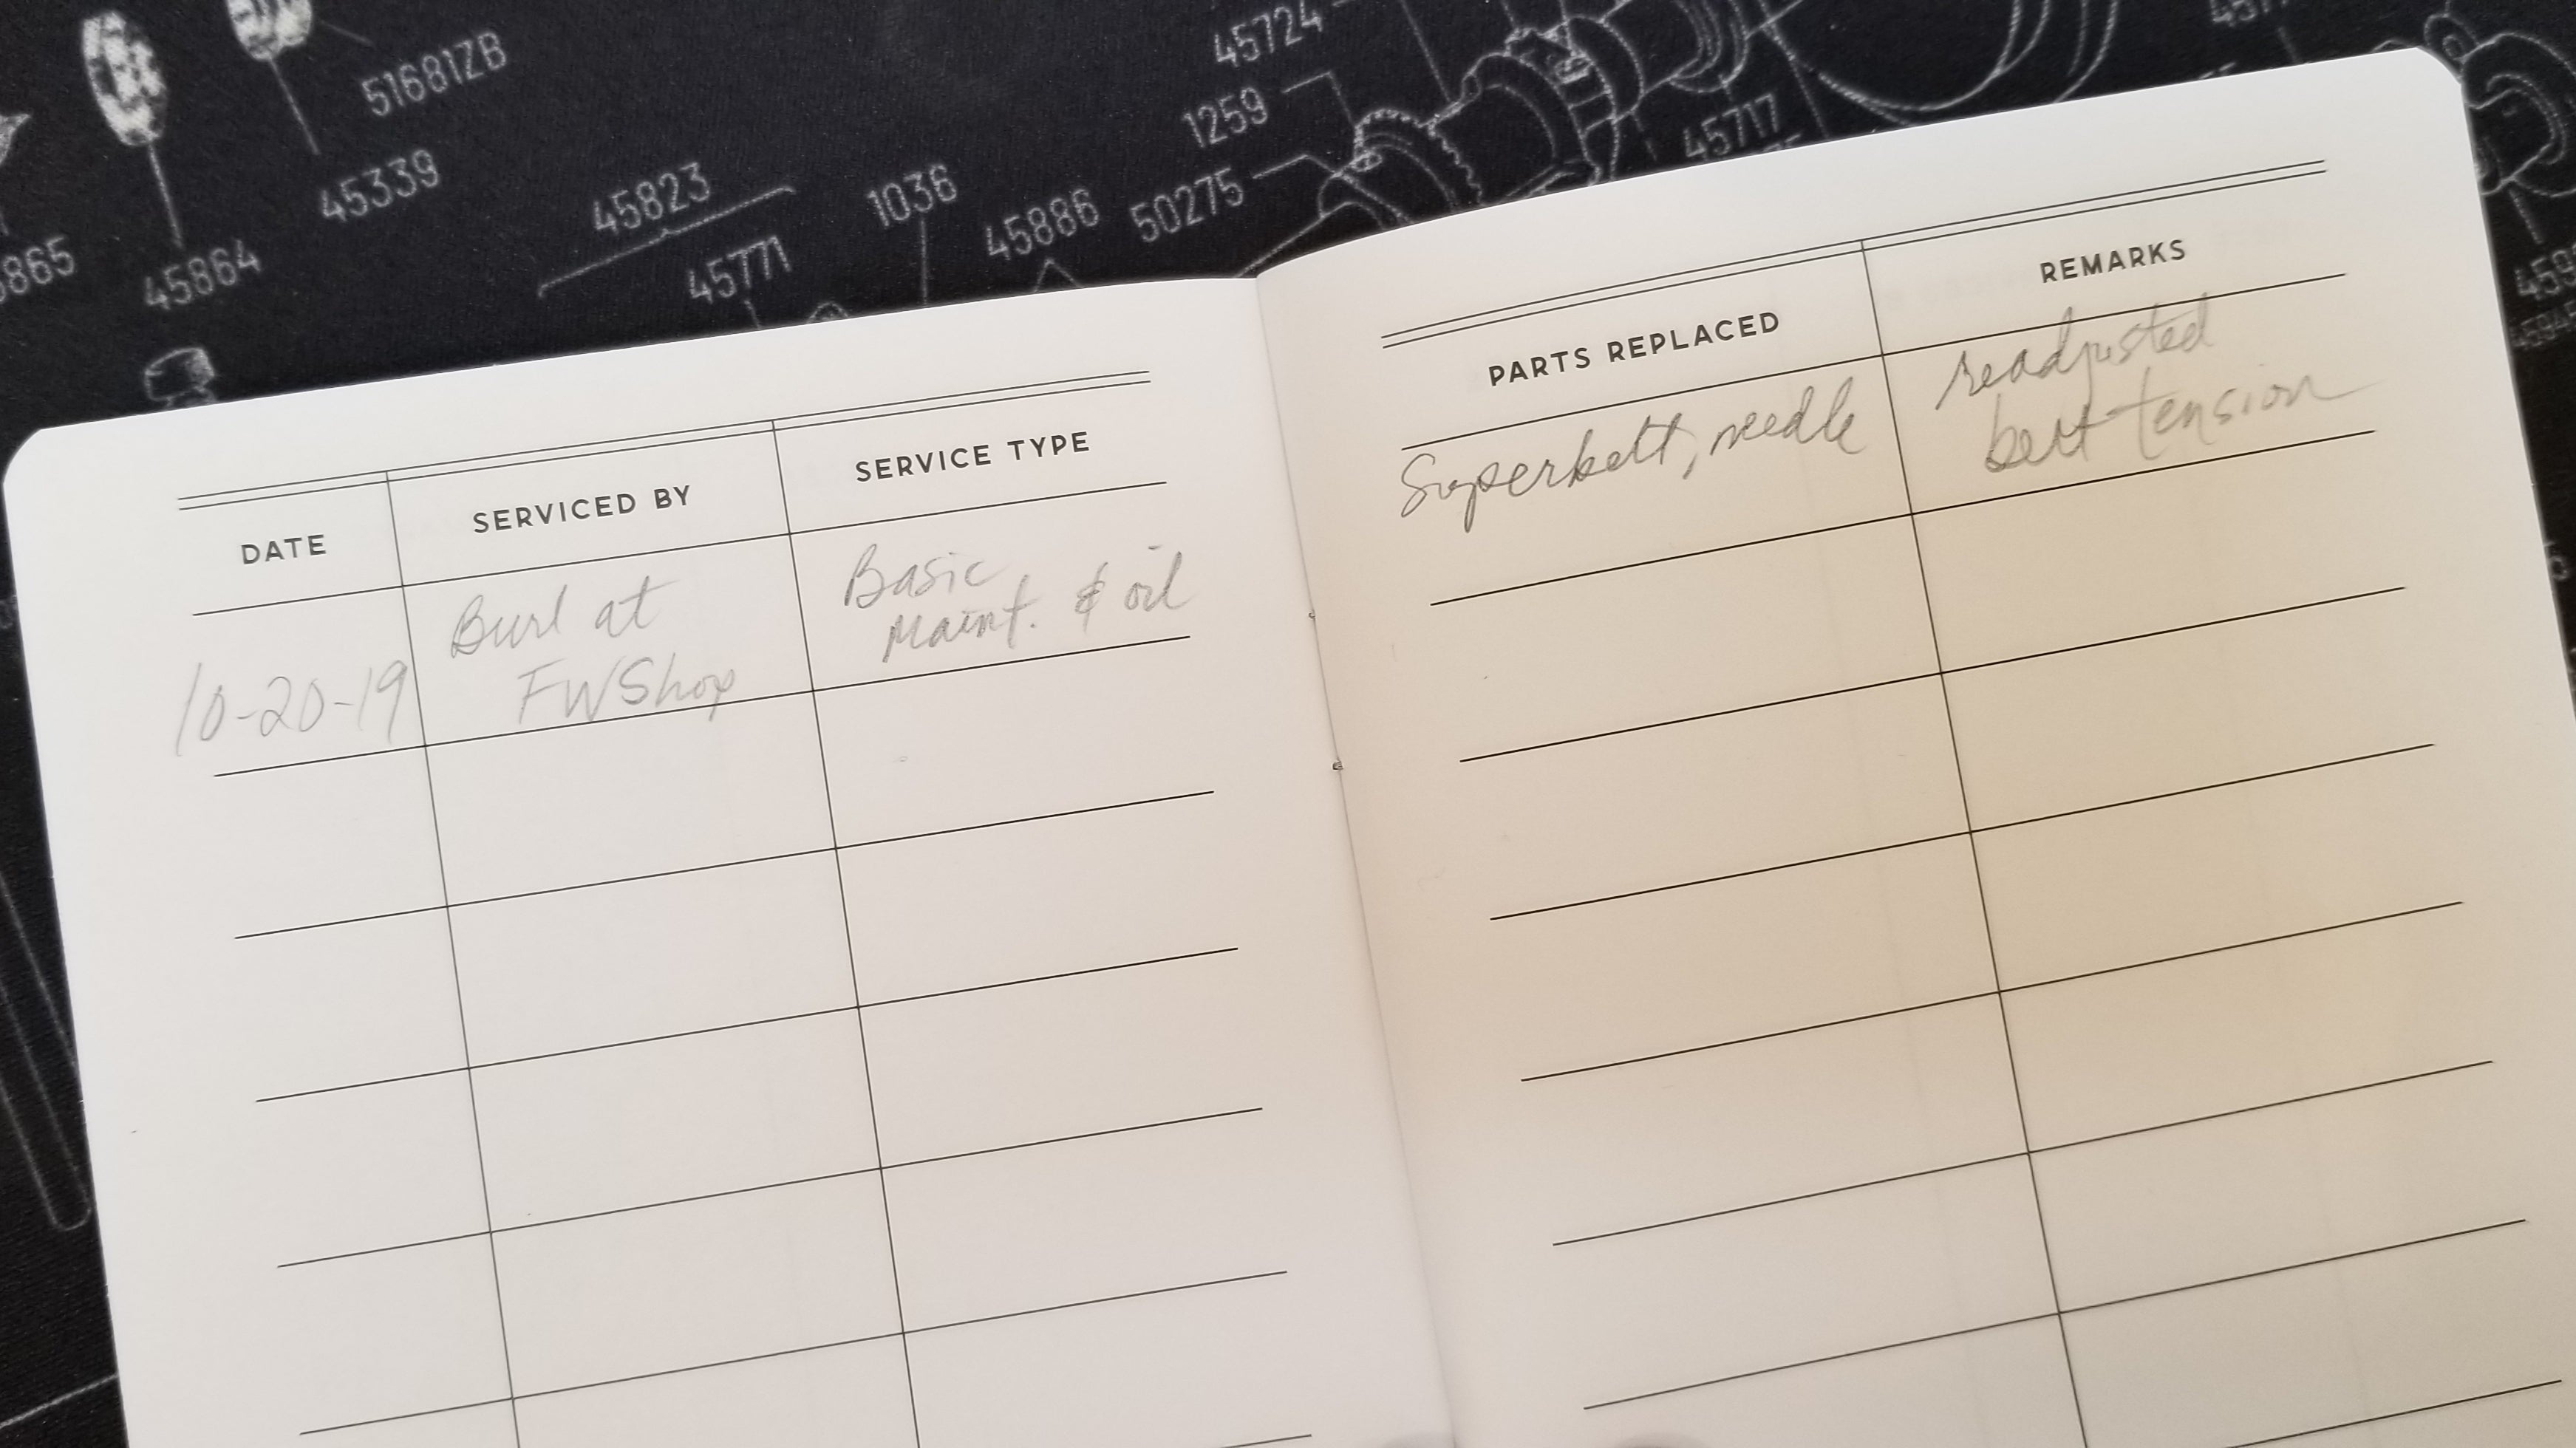 51681ZB
45724
1259
45339
45823
1036
45717
45886
50275
45864
45771
DATE
SERVICED BY
SERVICE TYPE
PARTS REPLACED
REMARKS
10-20-19
Burl at
FWShop
Basic
Maint. & oil
Superbelt, needle
readjusted
belt tension